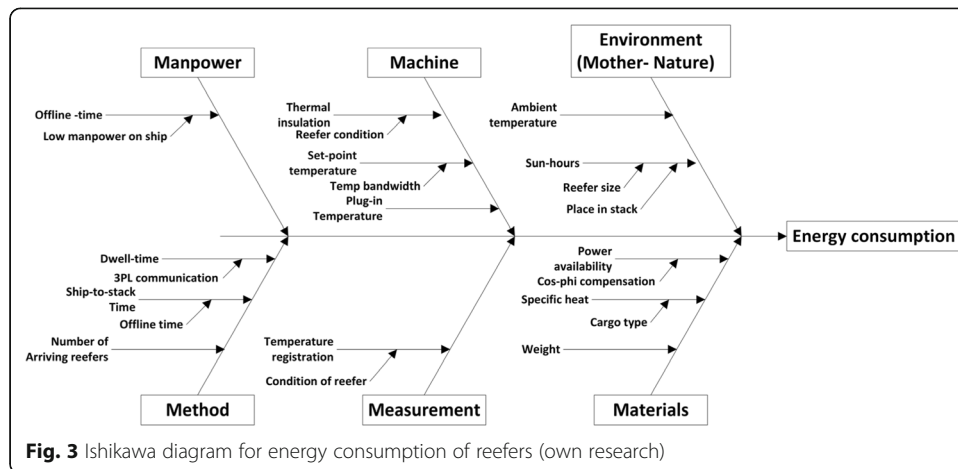 Environment
(Mother- Nature)
Manpower
Machine
Offline -time
Low manpower on ship
Thermal
insulation
Reefer condition
Set-point
temperature
Temp bandwidth
Plug-in
Temperature
Ambient
temperature
Sun-hours
Reefer size
Place in stack
Energy consumption
Dwell-time
3PL communication
Ship-to-stack
Time
Offline time
Number of
Arriving reefers
Temperature
registration
Condition of reefer
Power
availability
Cos-phi compensation
Specific heat
Cargo type
Weight
Method
Measurement
Materials
Fig. 3 Ishikawa diagram for energy consumption of reefers (own research)